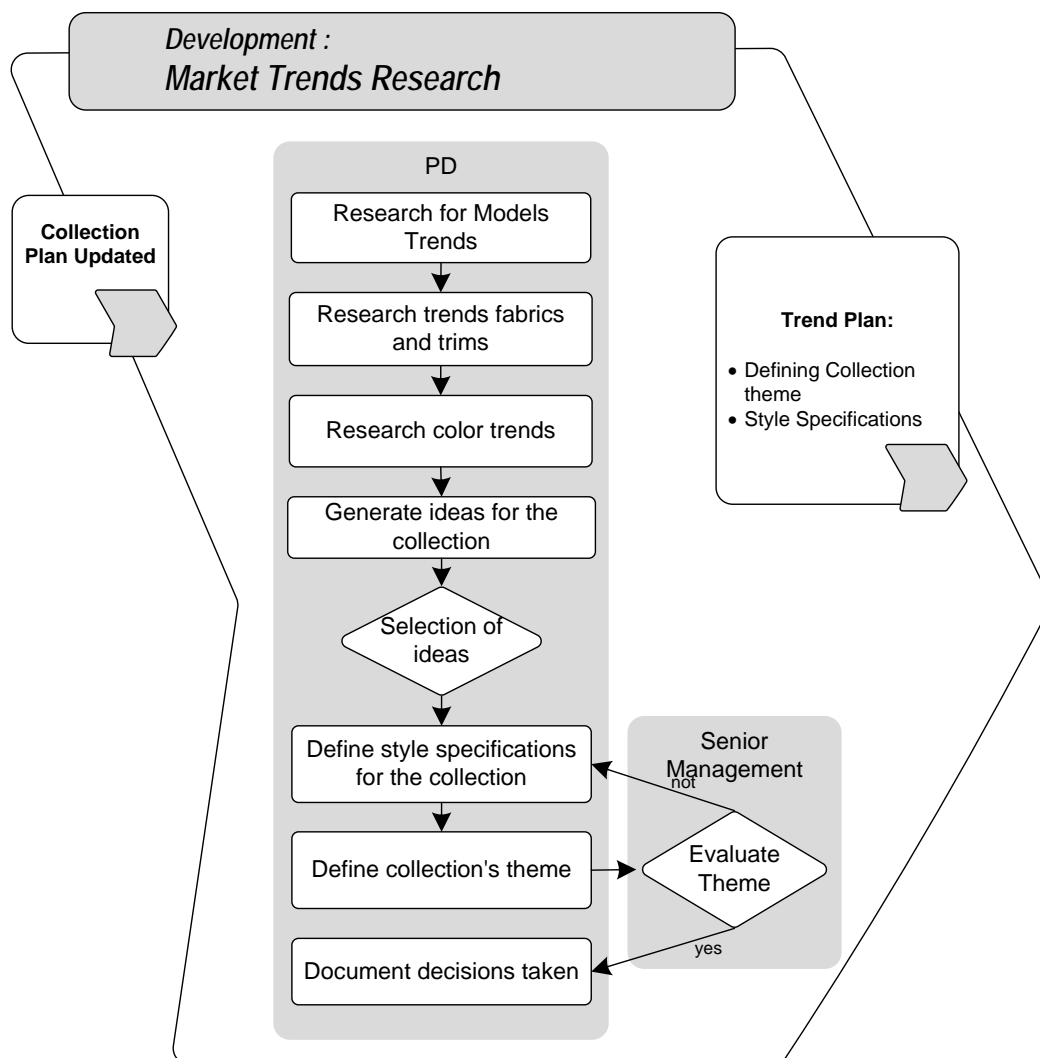 Development :
Market Trends Research
PD
Collection
Plan Updated
Research for Models
Trends
Research trends fabrics
and trims
Research color trends
Generate ideas for the
collection
Selection of
ideas
Define style specifications
for the collection
Define collection's theme
Document decisions taken
Senior
Management
not
Evaluate
Theme
yes
Trend Plan:
• Defining Collection
theme
• Style Specifications